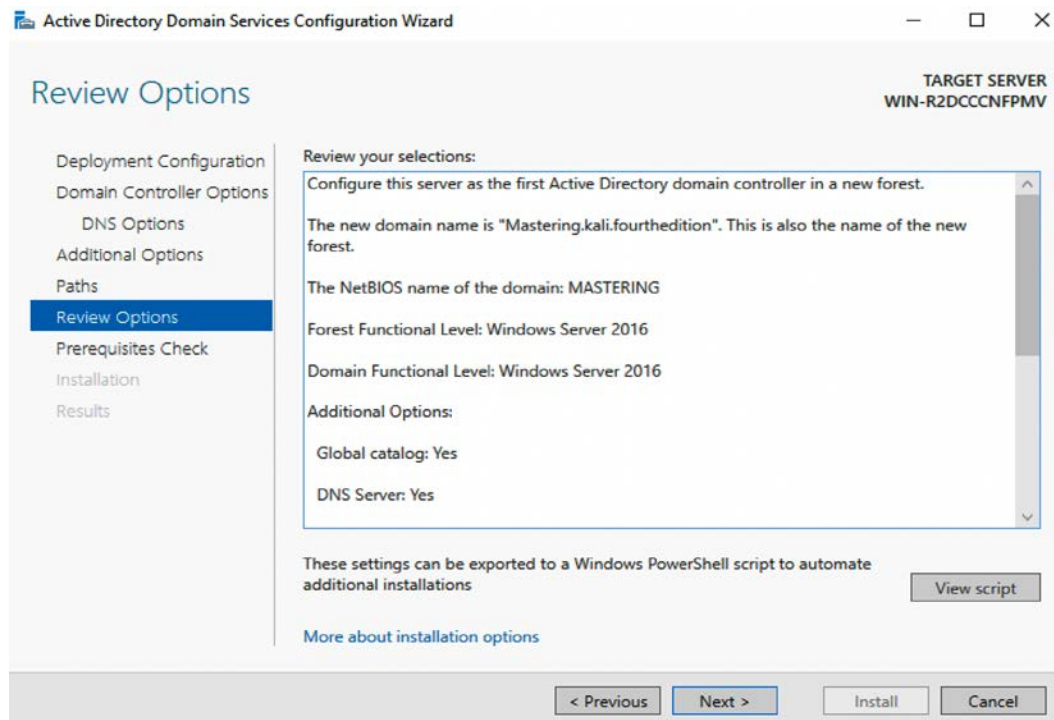 Active Directory Domain Services Configuration Wizard
Review Options
TARGET SERVER
WIN-R2DCCCNFPMV
Deployment Configuration
Domain Controller Options
DNS Options
Additional Options
Paths
Review Options
Prerequisites Check
Installation
Results
Review your selections:
Configure this server as the first Active Directory domain controller in a new forest.
The new domain name is "Mastering.kali.fourthedition". This is also the name of the new
forest.
The NetBIOS name of the domain: MASTERING
Forest Functional Level: Windows Server 2016
Domain Functional Level: Windows Server 2016
Additional Options:
Global catalog: Yes
DNS Server: Yes
These settings can be exported to a Windows PowerShell script to automate
additional installations
View script
More about installation options
< Previous
Next >
Install
Cancel